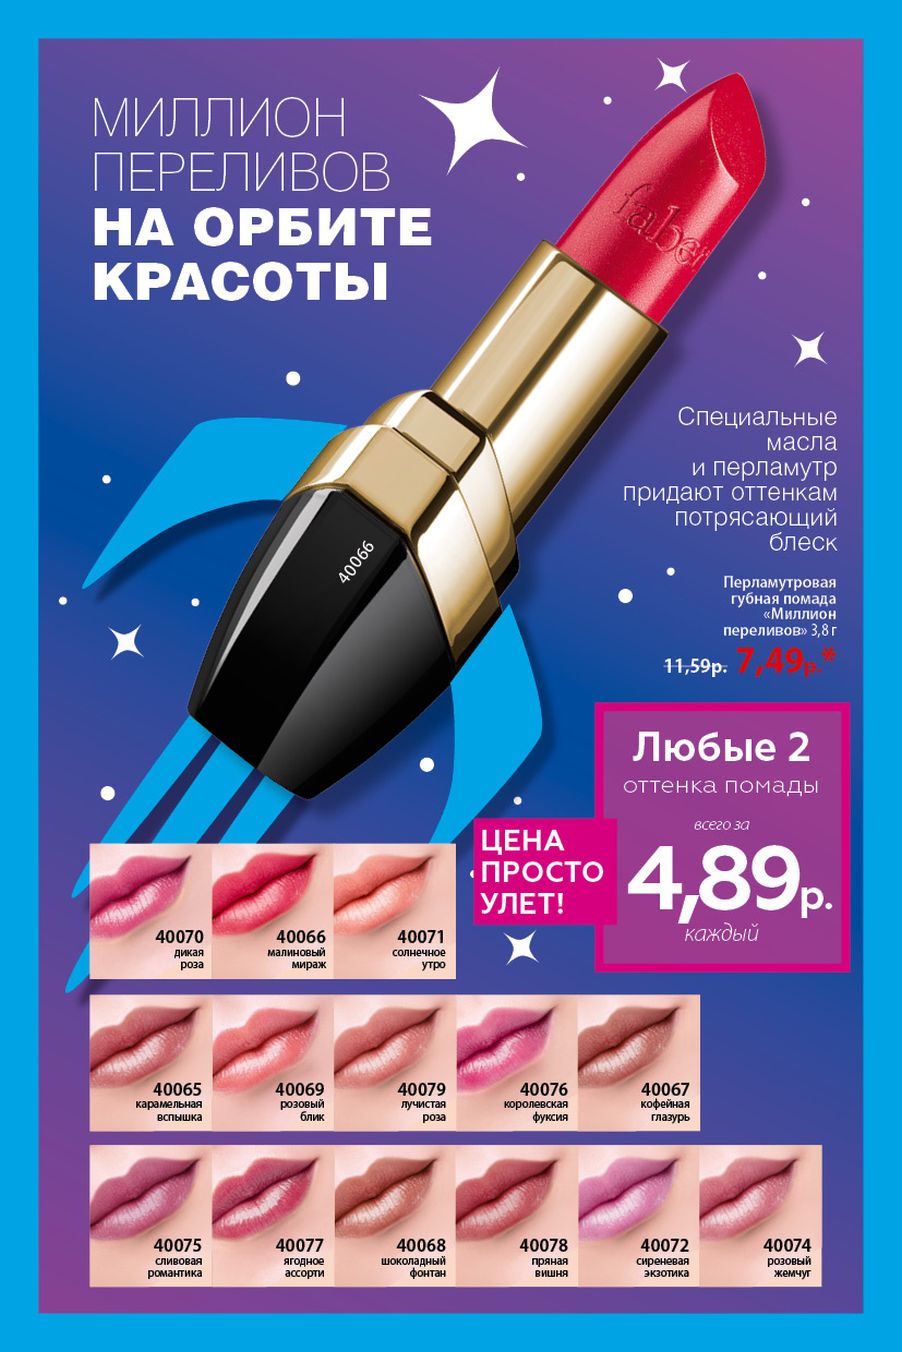 МИЛЛИОН
ПЕРЕЛИВОВ
НА ОРБИТЕ
КРАСОТЫ
faber
40066
Специальные
масла
и перламутр
придают оттенкам
потрясающий
блеск
Перламутровая
губная помада
«Миллион
переливов» 3,8 г
11,59р. 7,49р.*
Любые 2
оттенка помады
всего за
4,89р.
каждый
ЦЕНА
ПРОСТО
УЛЕТ!
40070
дикая
роза
40066
малиновый
мираж
40071
солнечное
утро
40065
карамельная
вспышка
40069
розовый
блик
40079
лучистая
роза
40076
королевская
фуксия
40067
кофейная
глазурь
40075
сливовая
романтика
40077
ягодное
ассорти
40068
шоколадный
фонтан
40078
пряная
вишня
40072
сиреневая
экзотика
40074
розовый
жемчуг